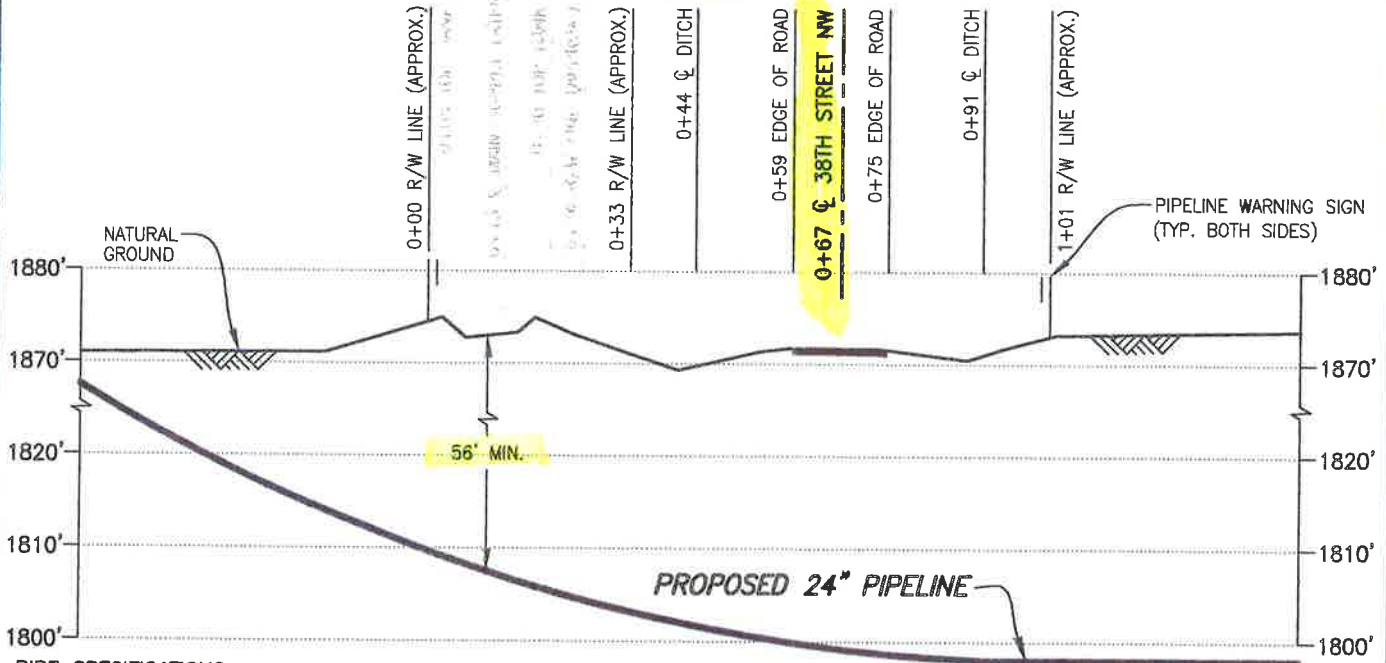 0+00 R/W LINE (APPROX.)
0+33 R/W LINE (APPROX.)
0+44 ℄ DITCH
0+59 EDGE OF ROAD
0+67 ℄ 38TH STREET NW
0+75 EDGE OF ROAD
0+91 ℄ DITCH
1+01 R/W LINE (APPROX.)
PIPELINE WARNING SIGN
(TYP. BOTH SIDES)
NATURAL
GROUND
1880'
1880'
1870'
1870'
1820'
56' MIN.
1820'
1810'
1810'
PROPOSED 24" PIPELINE
1800'
1800'
PIPE SPECIFICATIONS